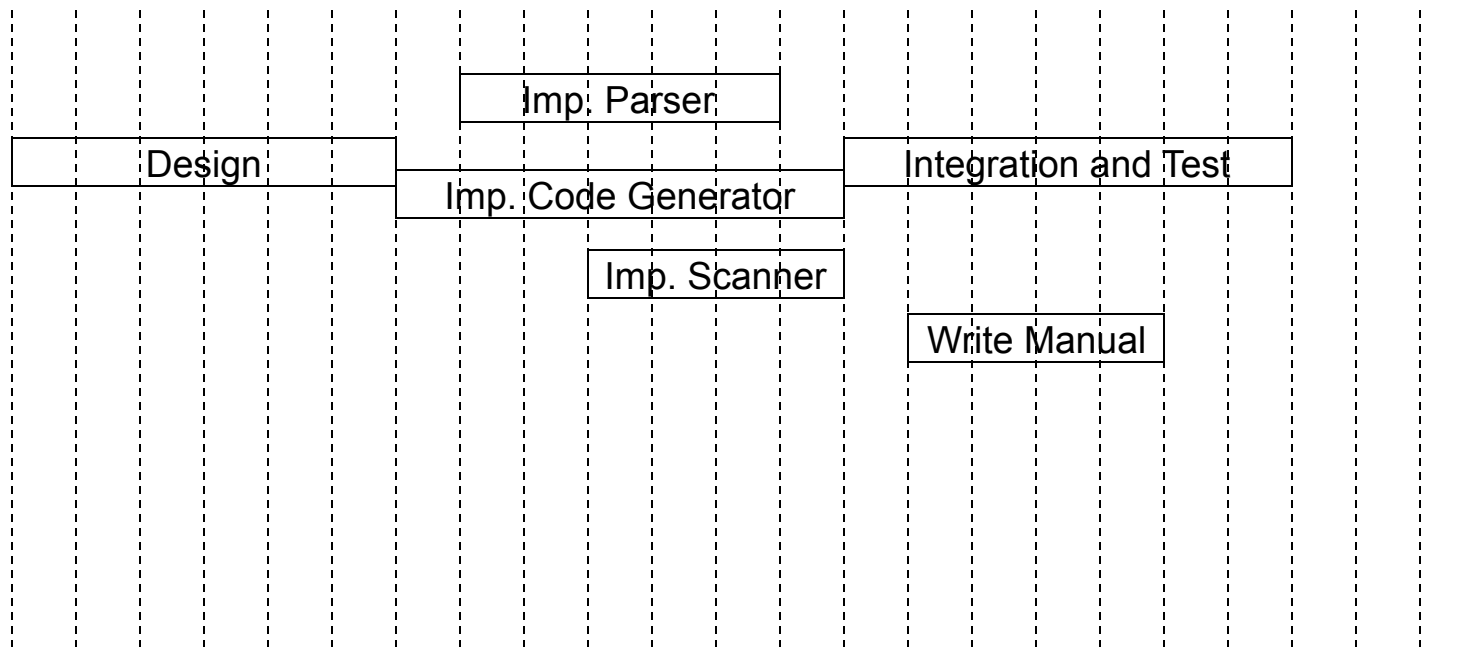 Imp. Parser
Design
Integration and Test
Imp. Code Generator
Imp. Scanner
Write Manual